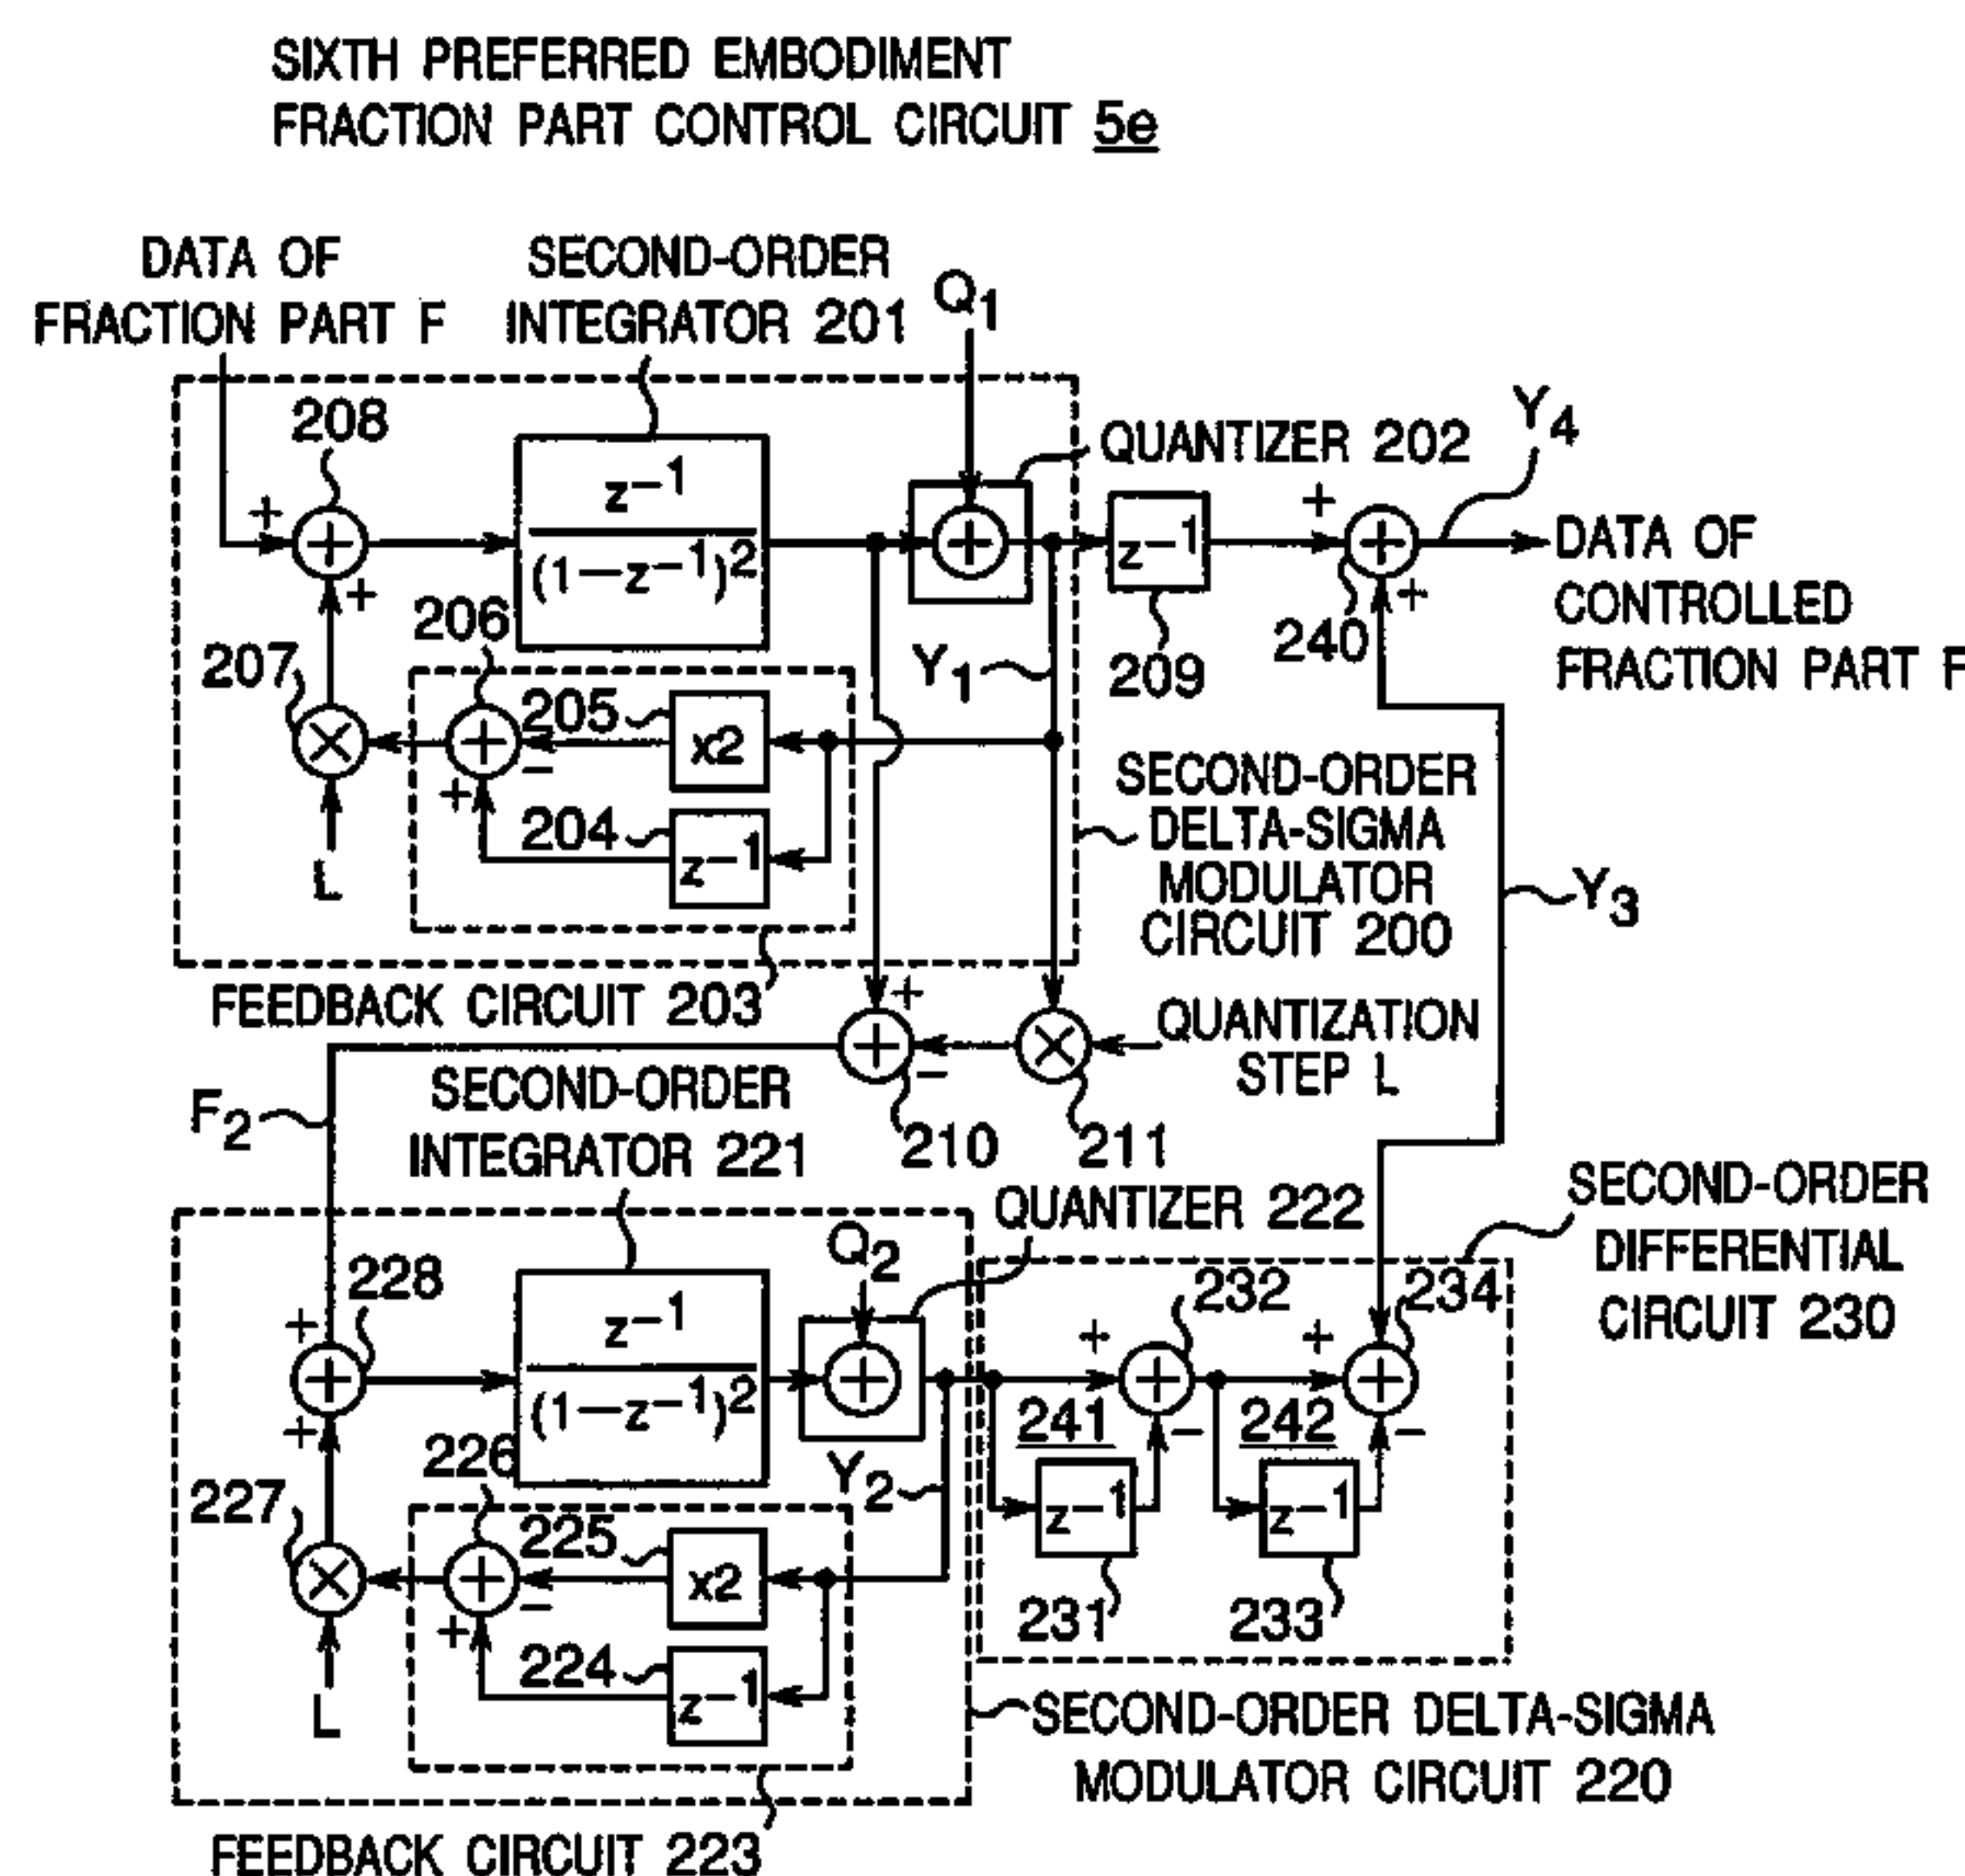 SIXTH PREFERRED EMBODIMENT
FRACTION PART CONTROL CIRCUIT 5e
DATA OF
FRACTION PART F
SECOND-ORDER
INTEGRATOR 201
Q1
208
+
+
+
z−1
(1−z−1)2
+
QUANTIZER 202
z−1
209
+
+
+
240
Y4
DATA OF
CONTROLLED
FRACTION PART F
207
×
L
206
+
−
+
205
x2
204
z−1
Y1
FEEDBACK CIRCUIT 203
SECOND-ORDER
DELTA-SIGMA
MODULATOR
CIRCUIT 200
Y3
+
+
−
210
×
211
QUANTIZATION
STEP L
F2
SECOND-ORDER
INTEGRATOR 221
QUANTIZER 222
Q2
228
+
+
+
z−1
(1−z−1)2
+
Y2
227
×
L
226
+
−
+
225
x2
224
z−1
FEEDBACK CIRCUIT 223
SECOND-ORDER
DIFFERENTIAL
CIRCUIT 230
232
+
+
−
241
z−1
231
234
+
+
−
242
z−1
233
SECOND-ORDER DELTA-SIGMA
MODULATOR CIRCUIT 220